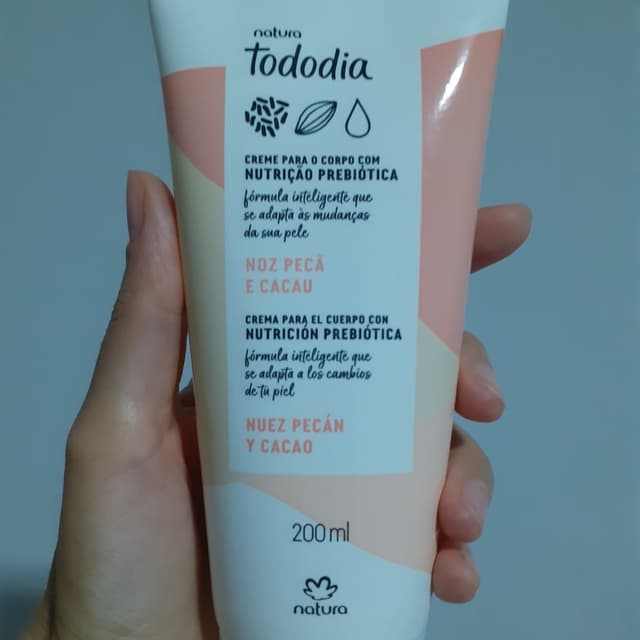 natura
Tododia
CREME PARA O CORPO COM
NUTRIÇÃO PREBIÓTICA
fórmula inteligente que
se adapta às mudanças
da sua pele
NOZ PECÃ
E CACAU
CREMA PARA EL CUERPO CON
NUTRICIÓN PREBIÓTICA
fórmula inteligente que
se adapta a los cambios
de tu piel
NUEZ PECÁN
Y CACAO
200 ml
natura